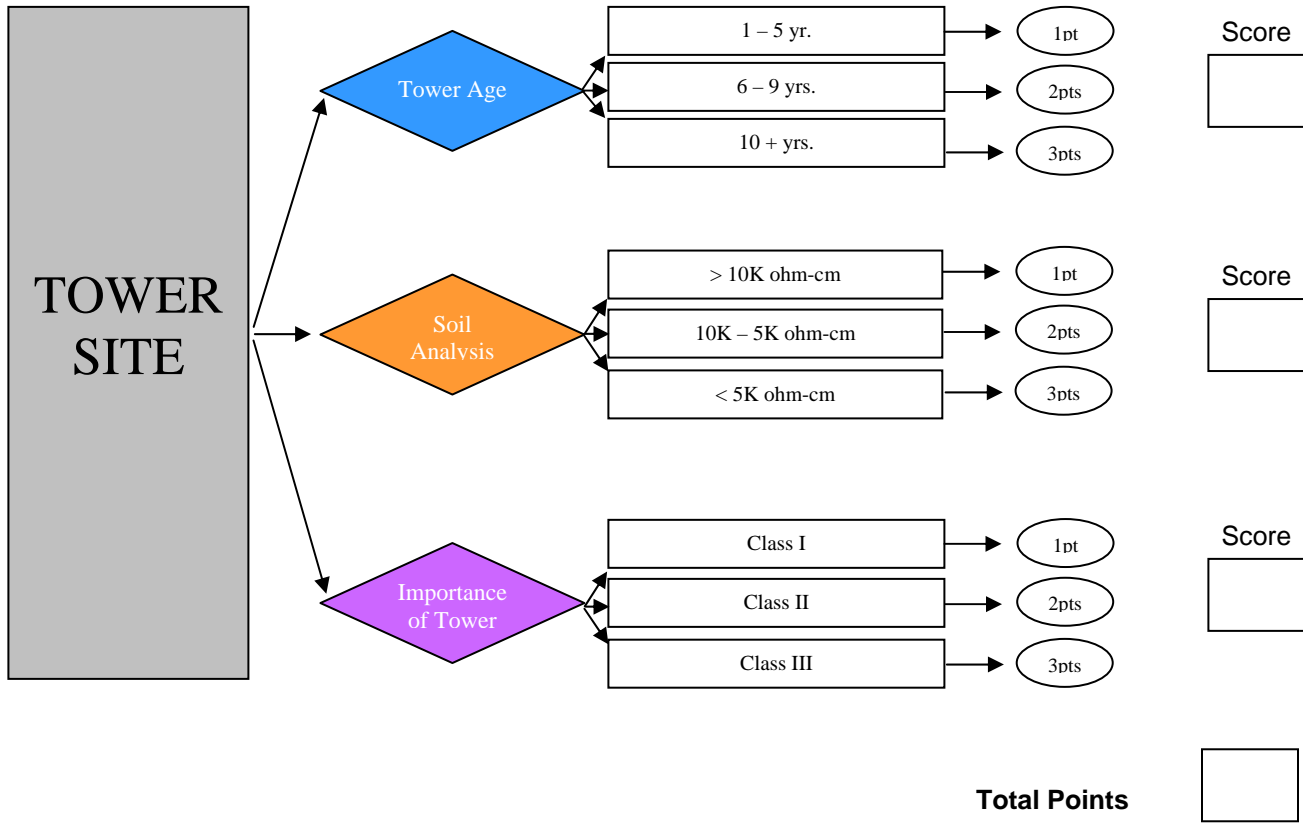 TOWER
SITE
Tower Age
1 – 5 yr.
1pt
6 – 9 yrs.
2pts
10 + yrs.
3pts
Score
Soil
Analysis
> 10K ohm-cm
1pt
10K – 5K ohm-cm
2pts
< 5K ohm-cm
3pts
Score
Importance
of Tower
Class I
1pt
Class II
2pts
Class III
3pts
Score
Total Points